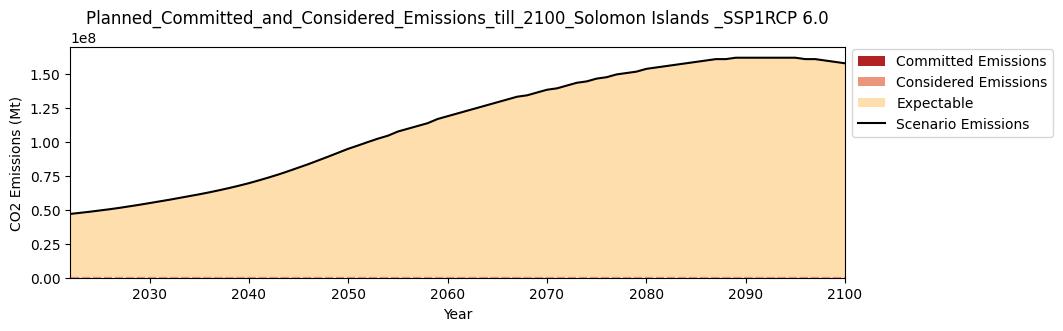 Planned_Committed_and_Considered_Emissions_till_2100_Solomon Islands _SSP1RCP 6.0
1e8
1.50
1.25
1.00
0.75
0.50
0.25
0.00
CO2 Emissions (Mt)
2030 2040 2050 2060 2070 2080 2090 2100
Year
Committed Emissions
Considered Emissions
Expectable
Scenario Emissions